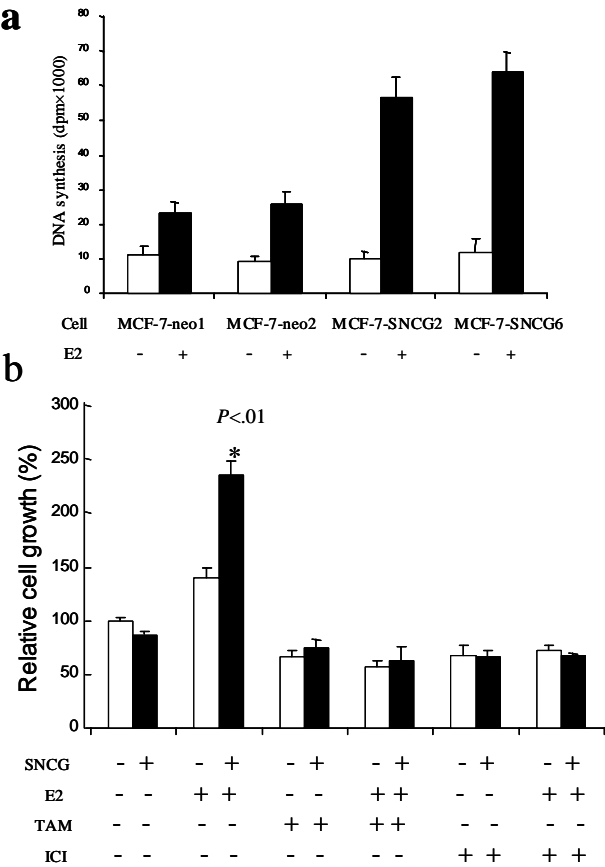 a
80
70
60
50
40
30
20
10
0
DNA synthesis (dpm×1000)
Cell MCF-7-neo1 MCF-7-neo2 MCF-7-SNCG2 MCF-7-SNCG6
E2 - + - + - + - +
b
300
250
200
150
100
50
0
Relative cell growth (%)
P<.01
*
SNCG - + - + - + - + - + - +
E2 - - + + - - + + - - + +
TAM - - - - + + + + - - - -
ICI - - - - - - - - + + + +